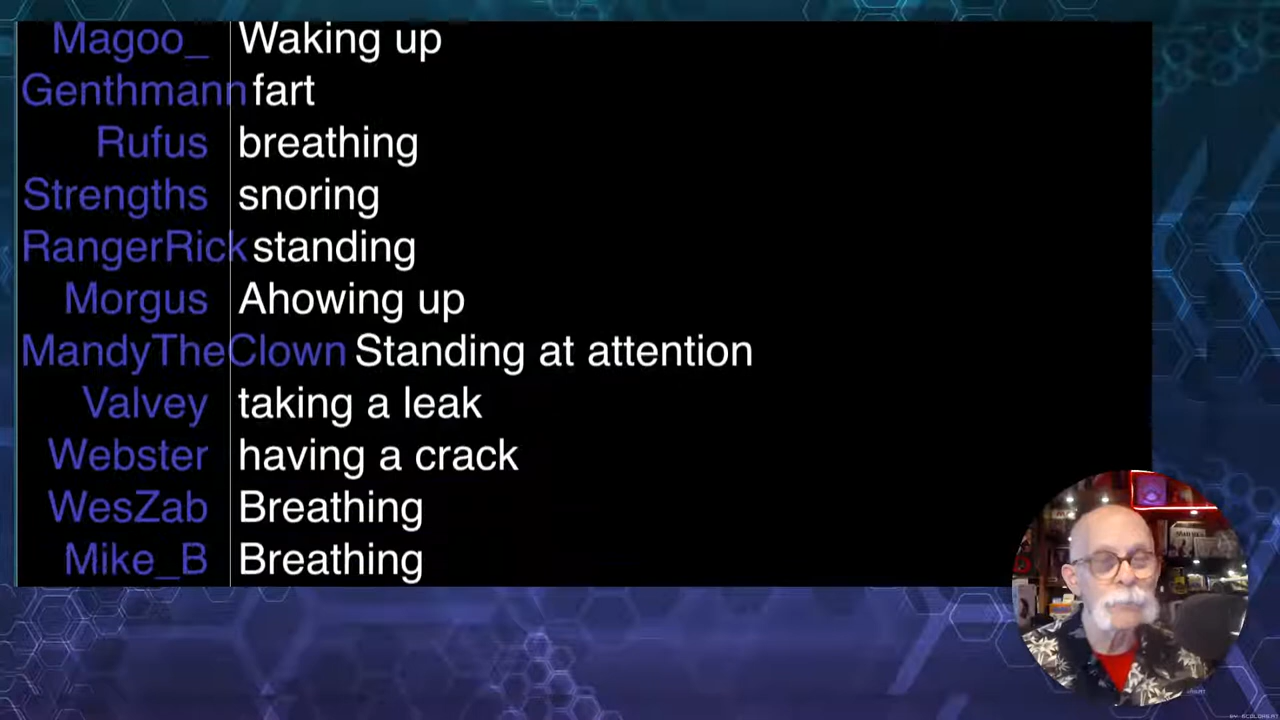 Magoo_ Waking up
Genthmann fart
Rufus breathing
Strengths snoring
RangerRick standing
Morgus Ahowing up
MandyTheClown Standing at attention
Valvey taking a leak
Webster having a crack
WesZab Breathing
Mike_B Breathing